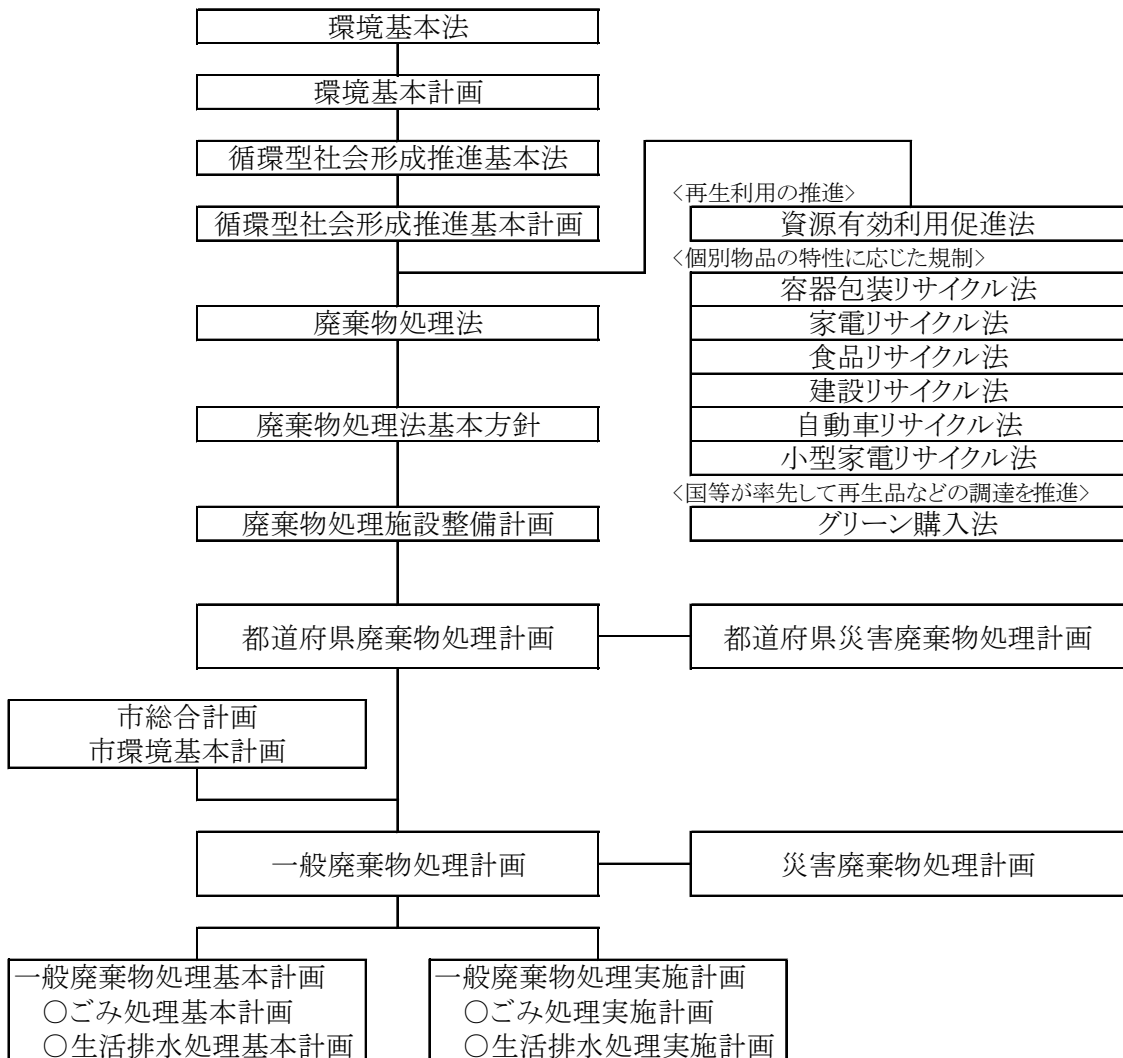 環境基本法
環境基本計画
循環型社会形成推進基本法
循環型社会形成推進基本計画
<再生利用の推進>
資源有効利用促進法
<個別物品の特性に応じた規制>
容器包装リサイクル法
家電リサイクル法
食品リサイクル法
建設リサイクル法
自動車リサイクル法
小型家電リサイクル法
<国等が率先して再生品などの調達を推進>
グリーン購入法
廃棄物処理法
廃棄物処理法基本方針
廃棄物処理施設整備計画
都道府県廃棄物処理計画
都道府県災害廃棄物処理計画
市総合計画
市環境基本計画
一般廃棄物処理計画
災害廃棄物処理計画
一般廃棄物処理基本計画
○ごみ処理基本計画
○生活排水処理基本計画
一般廃棄物処理実施計画
○ごみ処理実施計画
○生活排水処理実施計画